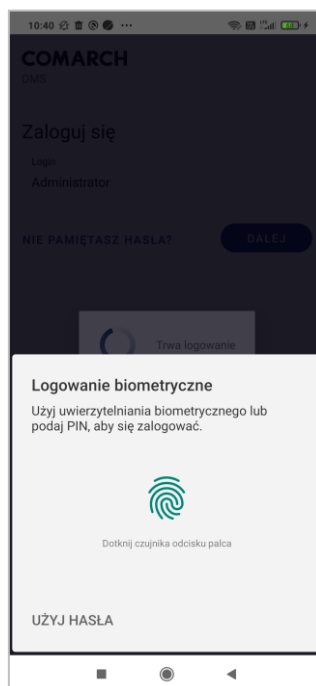 10:40
COMARCH
DMS
Zaloguj się
Login
Administrator
NIE PAMIĘTASZ HASŁA?
DALEJ
Trwa logowanie
Logowanie biometryczne
Użyj uwierzytelniania biometrycznego lub
podaj PIN, aby się zalogować.
Dotknij czujnika odcisku palca
UŻYJ HASŁA